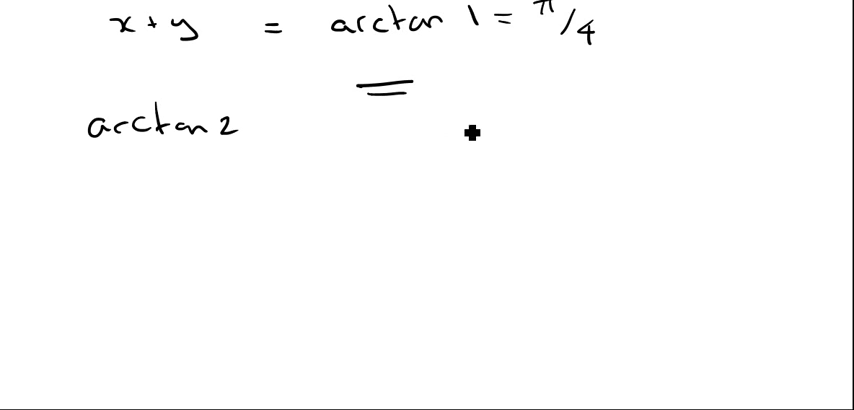 x + y = arctan 1 = π/4
arctan 2